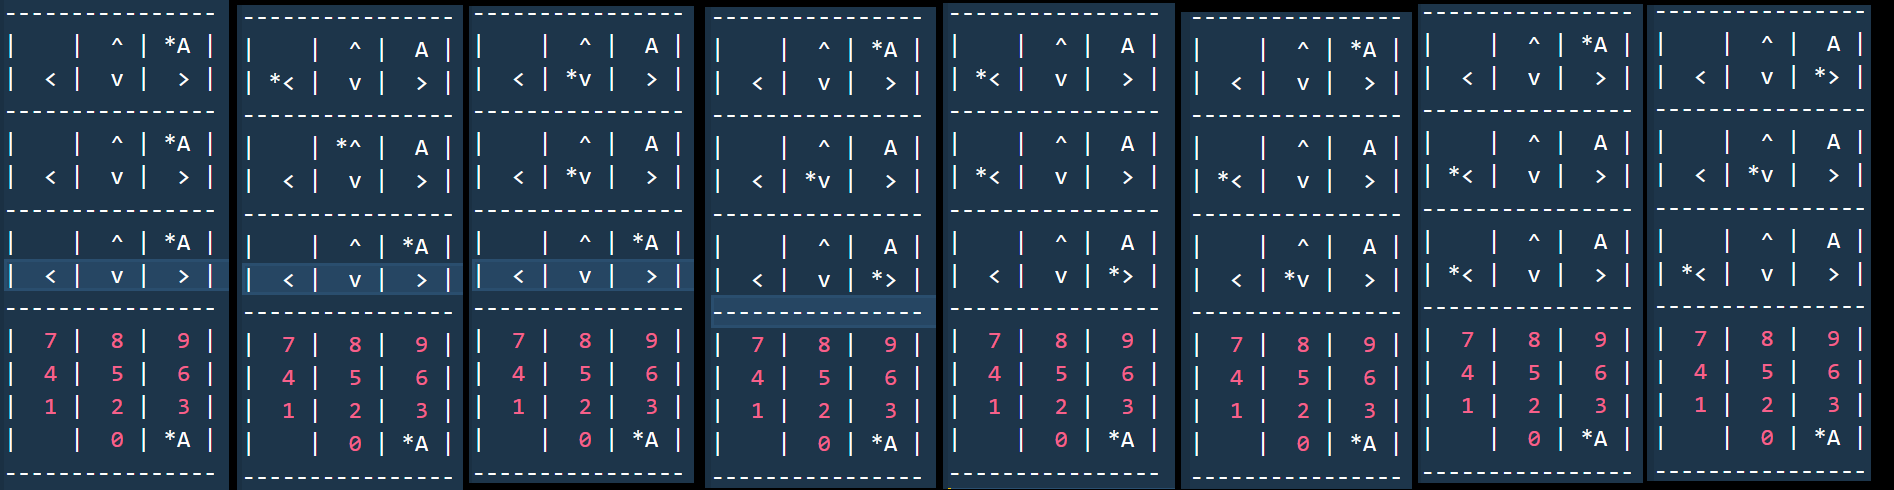 ----------------
|    |  ^ | *A |
|  < |  v |  > |
----------------
|    |  ^ | *A |
|  < |  v |  > |
----------------
|    |  ^ | *A |
|  < |  v |  > |
----------------
|  7 |  8 |  9 |
|  4 |  5 |  6 |
|  1 |  2 |  3 |
|    |  0 | *A |
----------------
----------------
|    |  ^ |  A |
| *< |  v |  > |
----------------
|    | *^ |  A |
|  < |  v |  > |
----------------
|    |  ^ | *A |
|  < |  v |  > |
----------------
|  7 |  8 |  9 |
|  4 |  5 |  6 |
|  1 |  2 |  3 |
|    |  0 | *A |
----------------
----------------
|    |  ^ |  A |
|  < | *v |  > |
----------------
|    |  ^ |  A |
|  < | *v |  > |
----------------
|    |  ^ | *A |
|  < |  v |  > |
----------------
|  7 |  8 |  9 |
|  4 |  5 |  6 |
|  1 |  2 |  3 |
|    |  0 | *A |
----------------
----------------
|    |  ^ | *A |
|  < |  v |  > |
----------------
|    |  ^ |  A |
|  < | *v |  > |
----------------
|    |  ^ |  A |
|  < |  v | *> |
----------------
|  7 |  8 |  9 |
|  4 |  5 |  6 |
|  1 |  2 |  3 |
|    |  0 | *A |
----------------
----------------
|    |  ^ |  A |
| *< |  v |  > |
----------------
|    |  ^ |  A |
| *< |  v |  > |
----------------
|    |  ^ |  A |
|  < |  v | *> |
----------------
|  7 |  8 |  9 |
|  4 |  5 |  6 |
|  1 |  2 |  3 |
|    |  0 | *A |
----------------
----------------
|    |  ^ | *A |
|  < |  v |  > |
----------------
|    |  ^ |  A |
| *< |  v |  > |
----------------
|    |  ^ |  A |
|  < | *v |  > |
----------------
|  7 |  8 |  9 |
|  4 |  5 |  6 |
|  1 |  2 |  3 |
|    |  0 | *A |
----------------
----------------
|    |  ^ | *A |
|  < |  v |  > |
----------------
|    |  ^ |  A |
| *< |  v |  > |
----------------
|    |  ^ |  A |
| *< |  v |  > |
----------------
|  7 |  8 |  9 |
|  4 |  5 |  6 |
|  1 |  2 |  3 |
|    |  0 | *A |
----------------
----------------
|    |  ^ |  A |
|  < |  v | *> |
----------------
|    |  ^ |  A |
|  < | *v |  > |
----------------
|    |  ^ |  A |
| *< |  v |  > |
----------------
|  7 |  8 |  9 |
|  4 |  5 |  6 |
|  1 |  2 |  3 |
|    |  0 | *A |
----------------